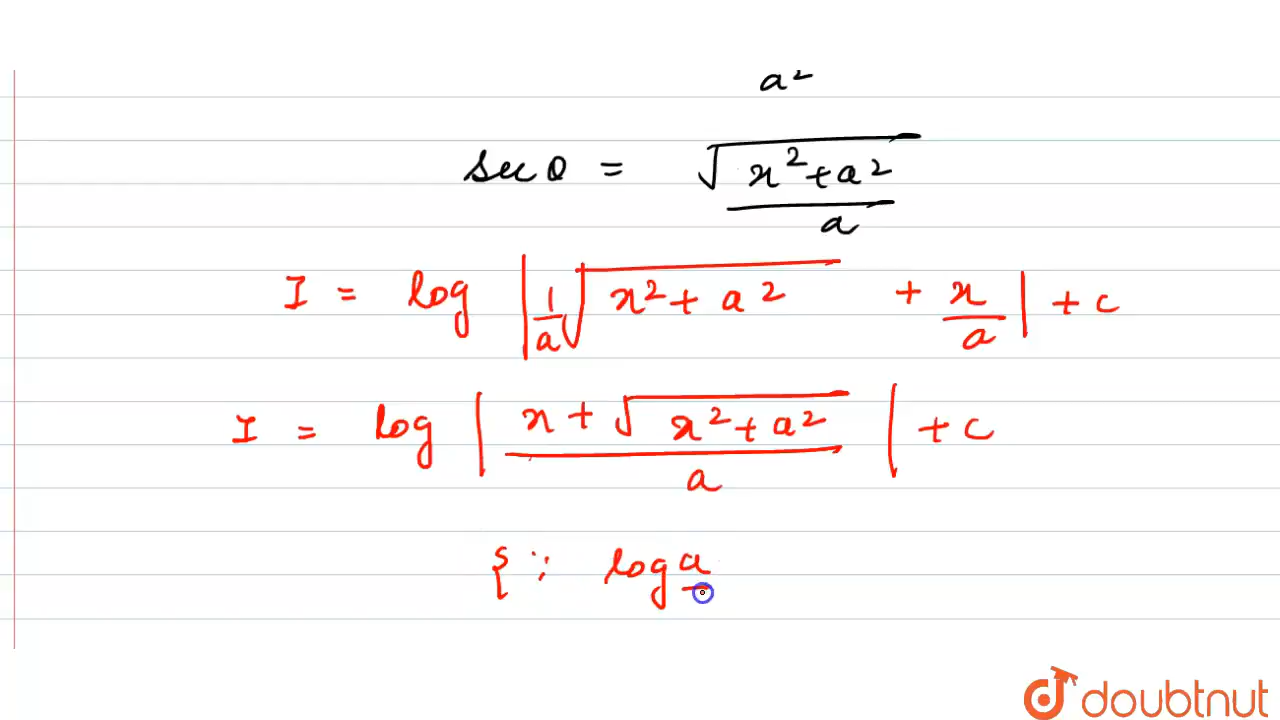 a²
sec θ = √(x²+a²)/a
I = log |1/a √(x²+a²) + x/a| + c
I = log |(x+√(x²+a²))/a| + c
{∵ log a/
doubtnut